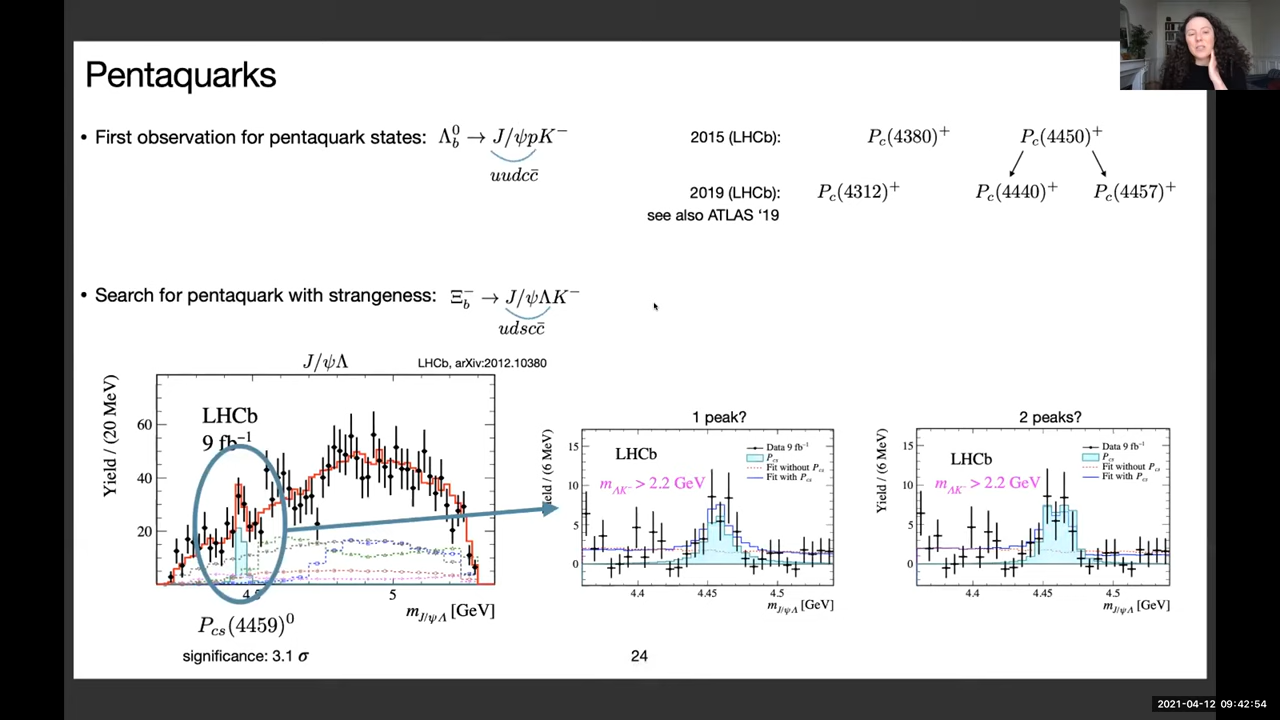 Pentaquarks
• First observation for pentaquark states: Λ_b^0 → J/ψpK^−
uudcc̄
2015 (LHCb): P_c(4380)^+ P_c(4450)^+
2019 (LHCb): P_c(4312)^+ P_c(4440)^+ P_c(4457)^+
see also ATLAS ‘19
• Search for pentaquark with strangeness: Ξ_b^− → J/ψΛK^−
udscc̄
J/ψΛ
LHCb, arXiv:2012.10380
Yield / (20 MeV)
LHCb
9 fb^−1
60
40
20
4.5 5
m_J/ψΛ [GeV]
P_cs(4459)^0
significance: 3.1 σ
1 peak?
Yield / (6 MeV)
LHCb
m_ΛK^− > 2.2 GeV
Data 9 fb^−1
P_cs
Fit without P_cs
Fit with P_cs
15
10
5
0
4.4 4.45 4.5
m_J/ψΛ [GeV]
2 peaks?
Yield / (6 MeV)
LHCb
m_ΛK^− > 2.2 GeV
Data 9 fb^−1
P_cs
Fit without P_cs
Fit with P_cs
15
10
5
0
4.4 4.45 4.5
m_J/ψΛ [GeV]
24
2021-04-12 09:42:54